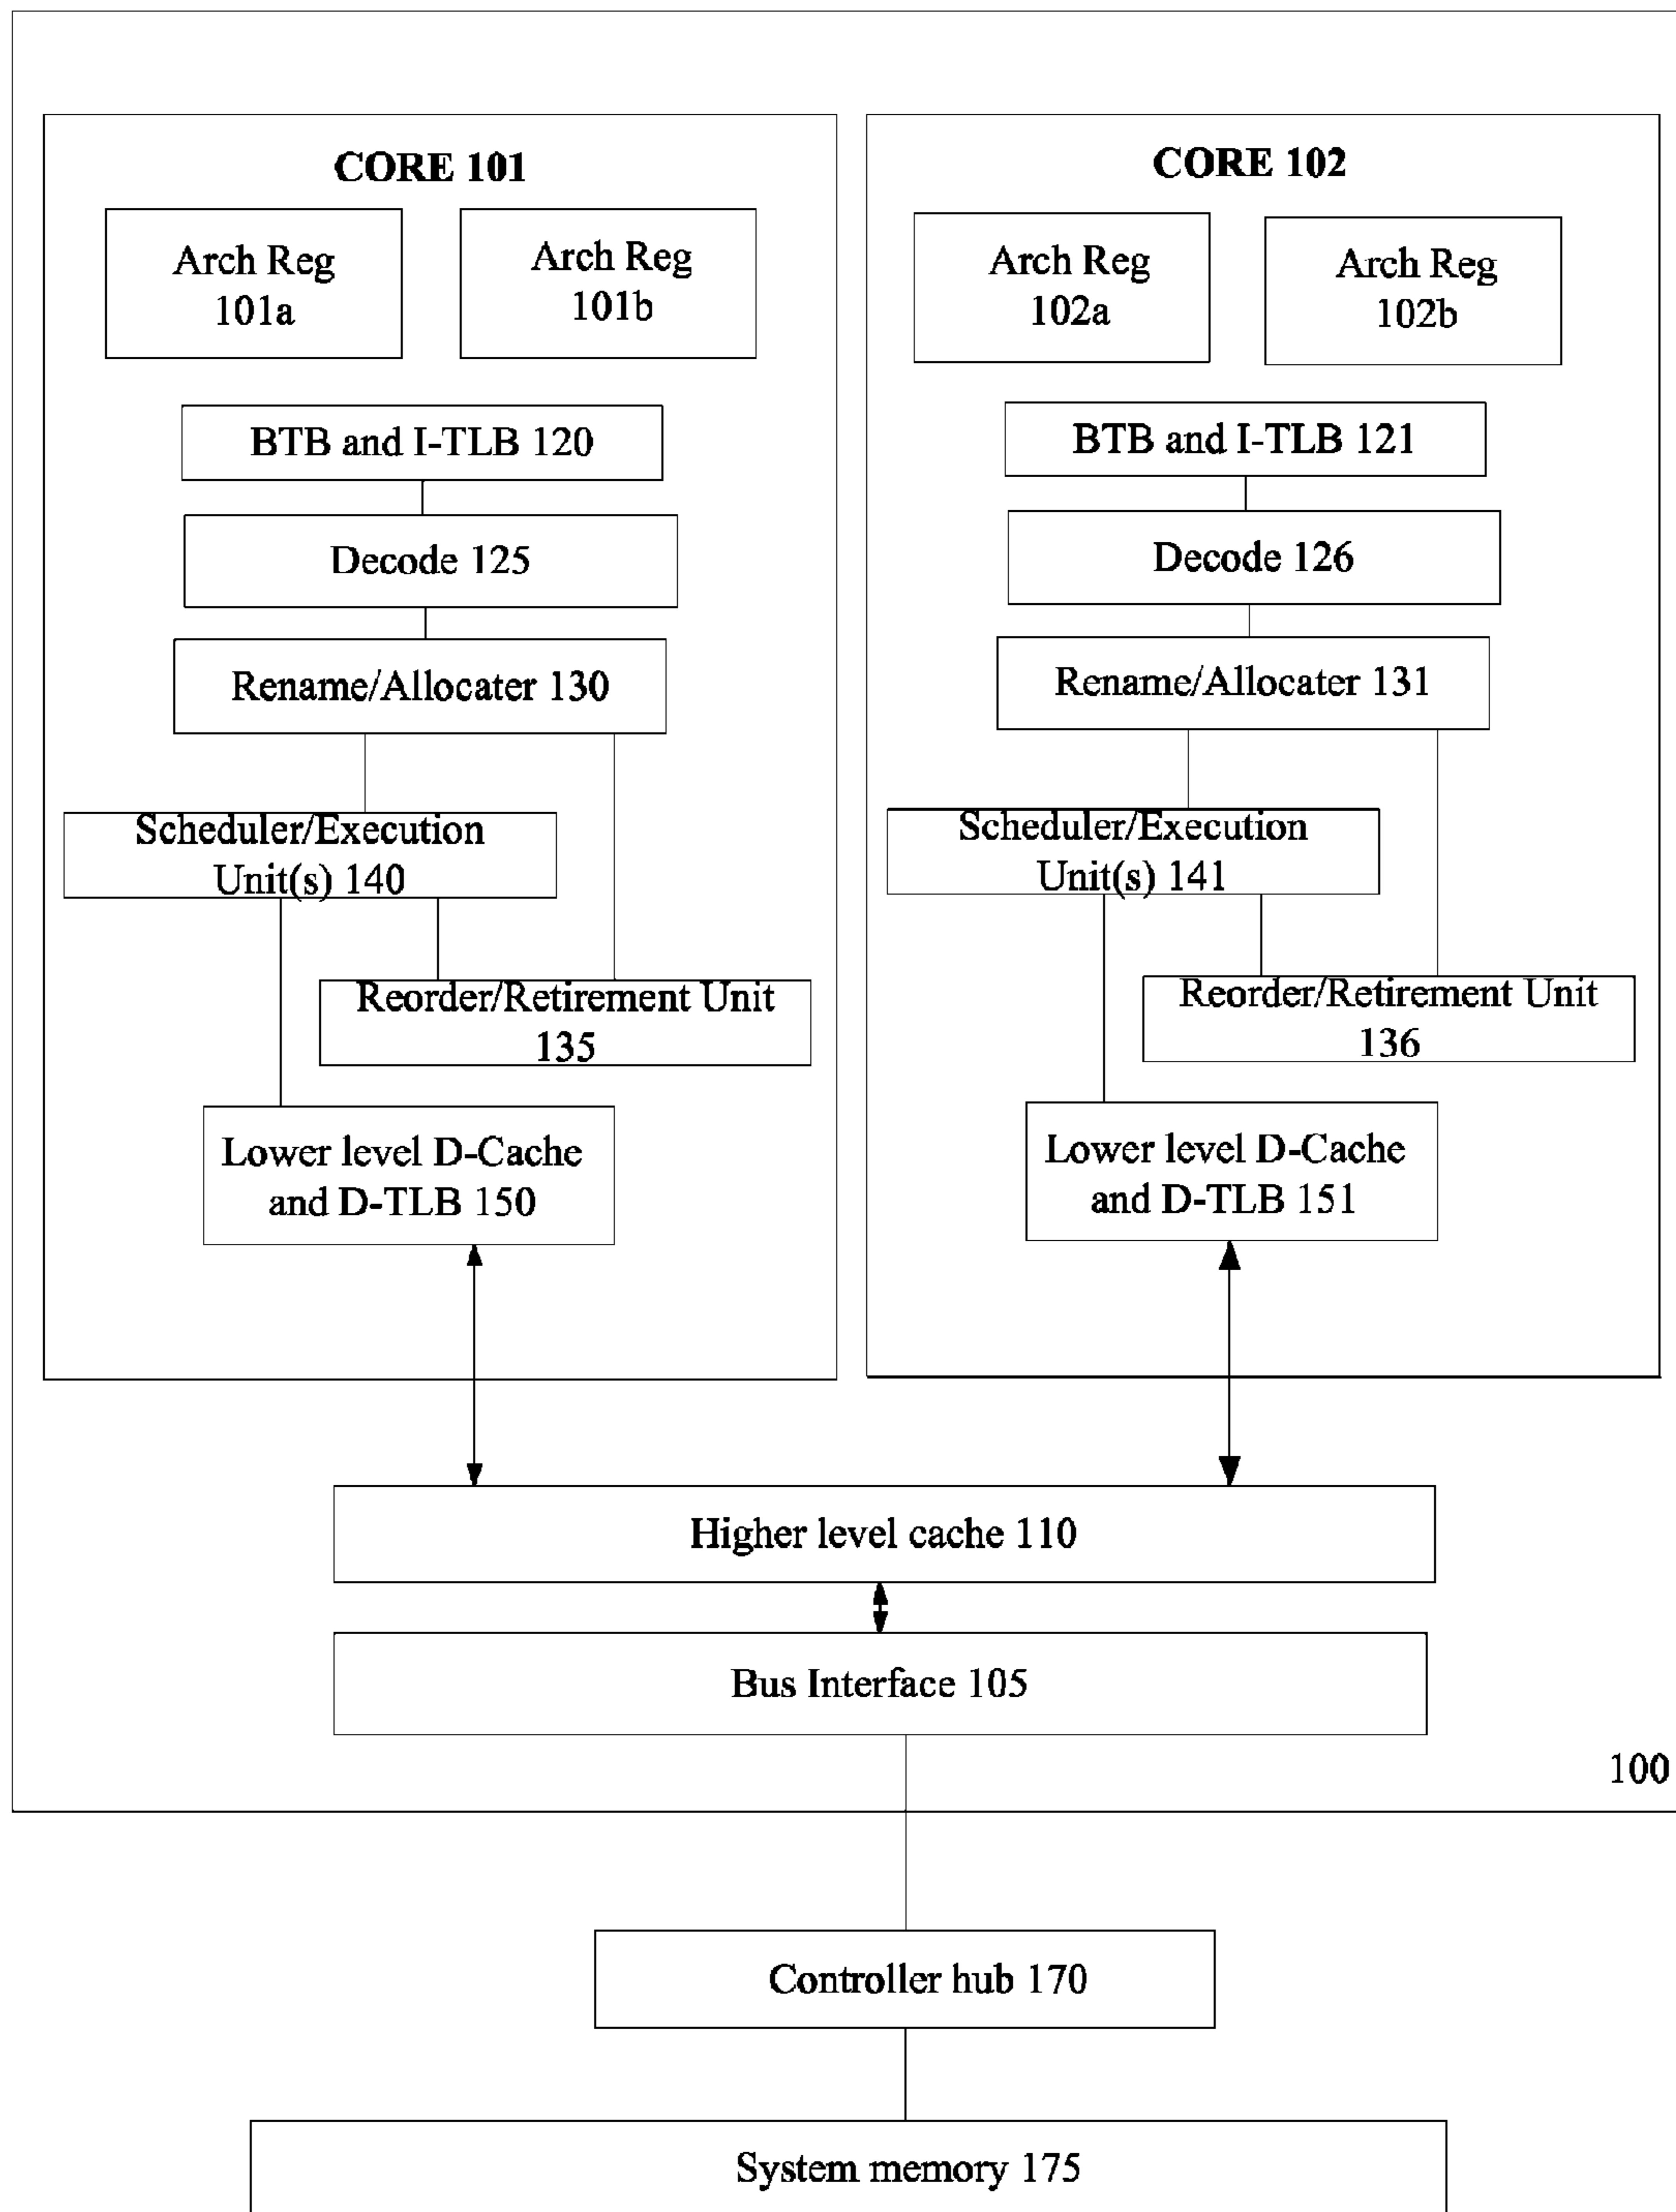 CORE 101
Arch Reg
101a
Arch Reg
101b
BTB and I-TLB 120
Decode 125
Rename/Allocater 130
Scheduler/Execution
Unit(s) 140
Reorder/Retirement Unit
135
Lower level D-Cache
and D-TLB 150
CORE 102
Arch Reg
102a
Arch Reg
102b
BTB and I-TLB 121
Decode 126
Rename/Allocater 131
Scheduler/Execution
Unit(s) 141
Reorder/Retirement Unit
136
Lower level D-Cache
and D-TLB 151
Higher level cache 110
Bus Interface 105
100
Controller hub 170
System memory 175